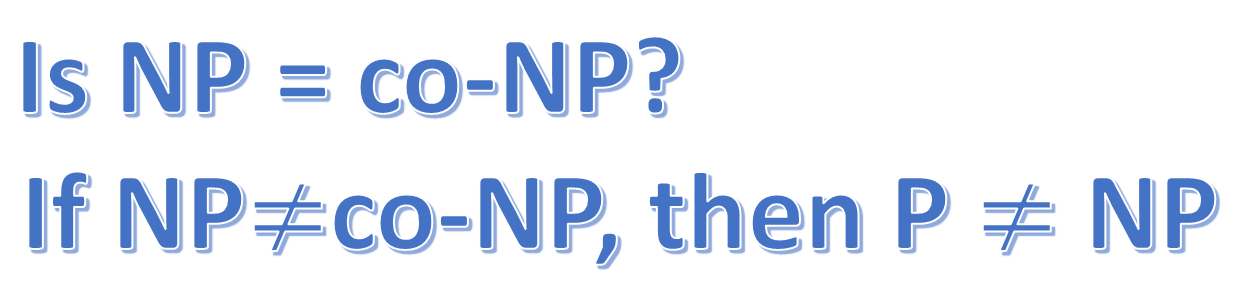 Is NP = co-NP?
If NP≠co-NP, then P ≠ NP